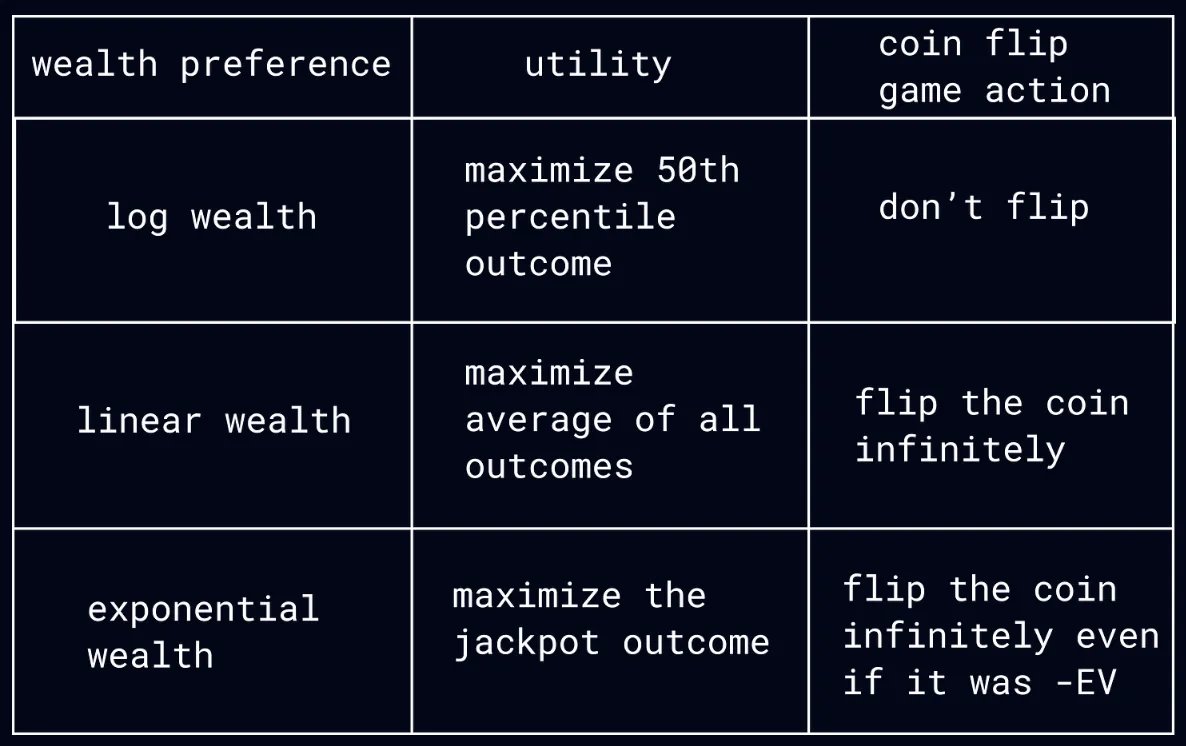 wealth preference
utility
coin flip
game action
log wealth
maximize 50th
percentile
outcome
don’t flip
linear wealth
maximize
average of all
outcomes
flip the coin
infinitely
exponential
wealth
maximize the
jackpot outcome
flip the coin
infinitely even
if it was -EV